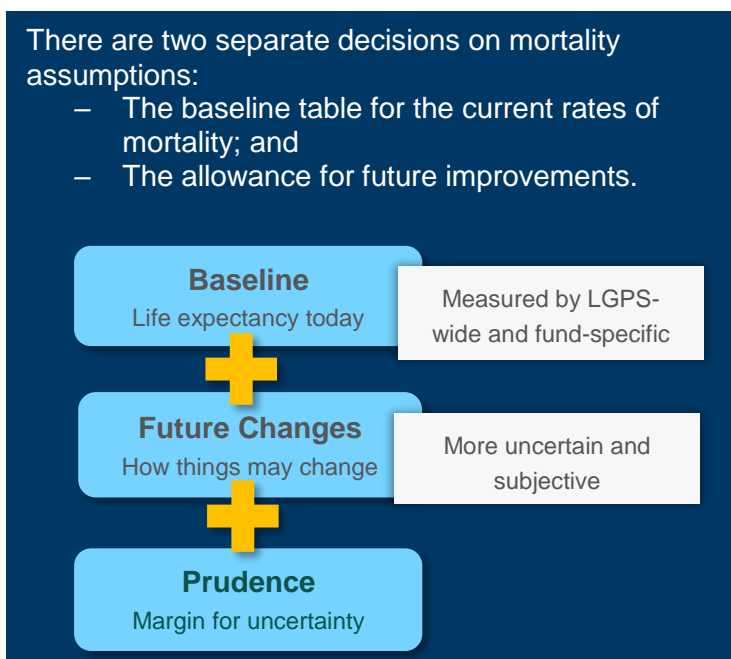 There are two separate decisions on mortality
assumptions:
– The baseline table for the current rates of
mortality; and
– The allowance for future improvements.
Baseline
Life expectancy today
Measured by LGPS-
wide and fund-specific
Future Changes
How things may change
More uncertain and
subjective
Prudence
Margin for uncertainty